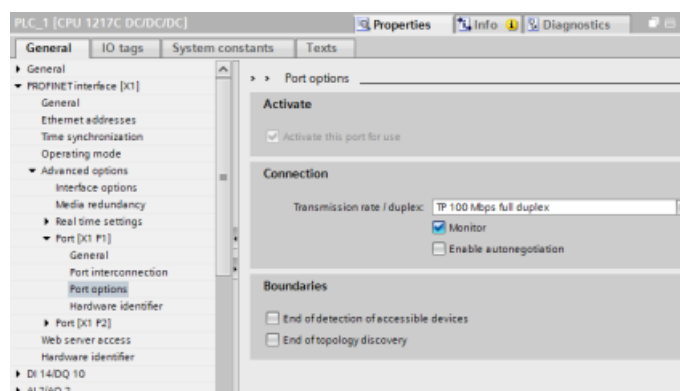 PLC_1 [CPU 1217C DC/DC/DC]
Properties
Info
Diagnostics
General
IO tags
System constants
Texts
General
PROFINET interface [X1]
General
Ethernet addresses
Time synchronization
Operating mode
Advanced options
Interface options
Media redundancy
Real time settings
Port [X1 P1]
General
Port interconnection
Port options
Hardware identifier
Port [X1 P2]
Web server access
Hardware identifier
DI 14/DQ 10
AI 2/AQ 2
> > Port options
Activate
Activate this port for use
Connection
Transmission rate / duplex: TP 100 Mbps full duplex
Monitor
Enable autonegotiation
Boundaries
End of detection of accessible devices
End of topology discovery